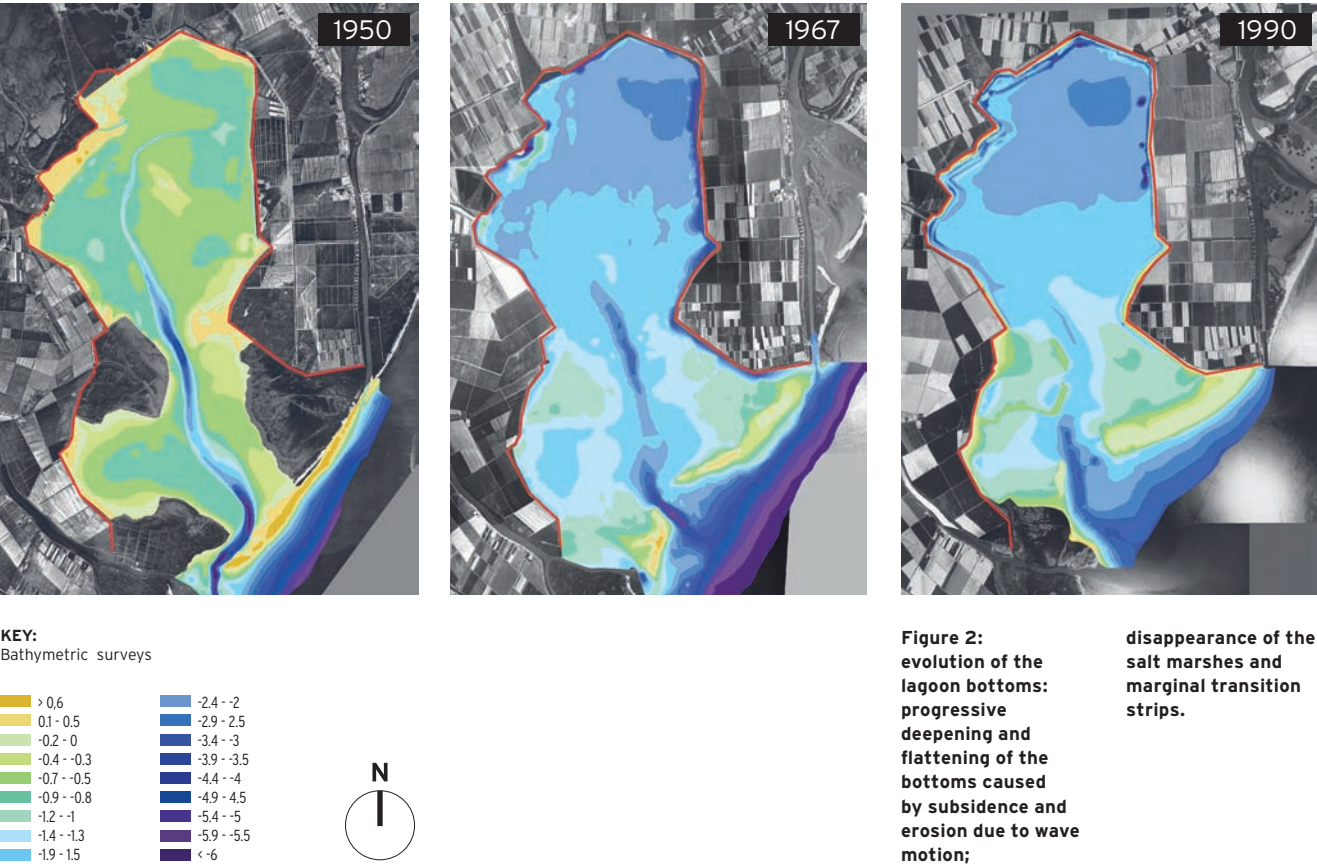 1950
1967
1990
KEY:
Bathymetric surveys
> 0,6
0.1 - 0.5
-0.2 - 0
-0.4 - -0.3
-0.7 - -0.5
-0.9 - -0.8
-1.2 - -1
-1.4 - -1.3
-1.9 - 1.5
-2.4 - -2
-2.9 - 2.5
-3.4 - -3
-3.9 - -3.5
-4.4 - -4
-4.9 - 4.5
-5.4 - -5
-5.9 - -5.5
< -6
N
Figure 2:
evolution of the
lagoon bottoms:
progressive
deepening and
flattening of the
bottoms caused
by subsidence and
erosion due to wave
motion;
disappearance of the
salt marshes and
marginal transition
strips.